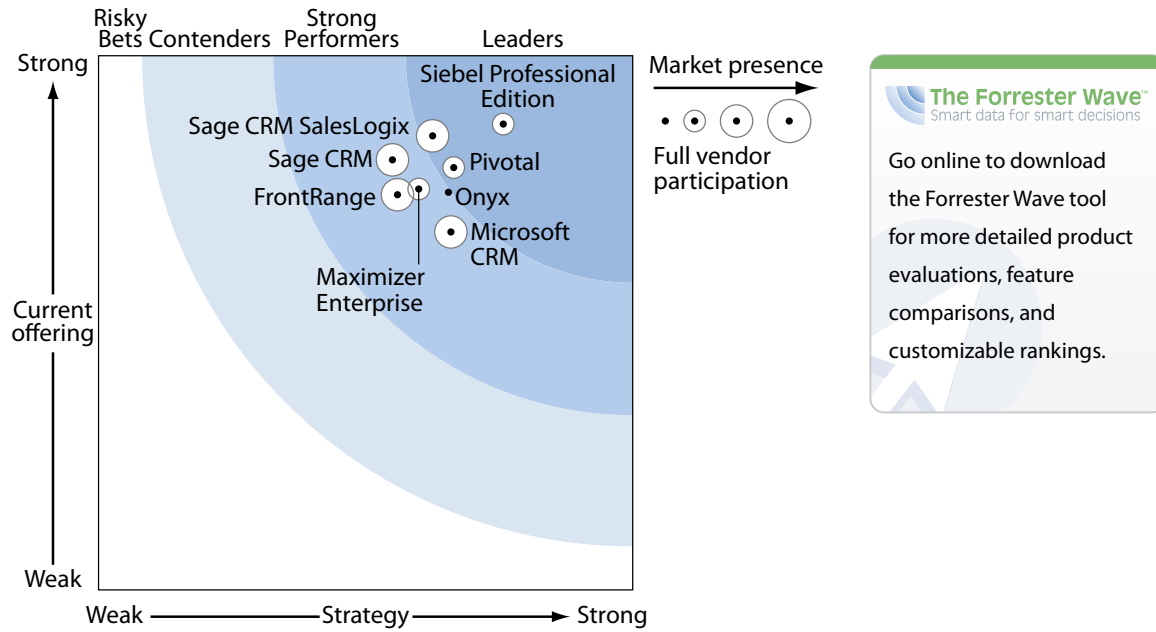 Risky
Bets
Contenders
Strong
Performers
Leaders
Strong
Current
offering
Weak
Siebel Professional
Edition
Sage CRM SalesLogix
Sage CRM
Pivotal
FrontRange
Onyx
Microsoft
CRM
Maximizer
Enterprise
Weak
Strategy
Strong
Market presence
Full vendor
participation
The Forrester Wave™
Smart data for smart decisions
Go online to download
the Forrester Wave tool
for more detailed product
evaluations, feature
comparisons, and
customizable rankings.